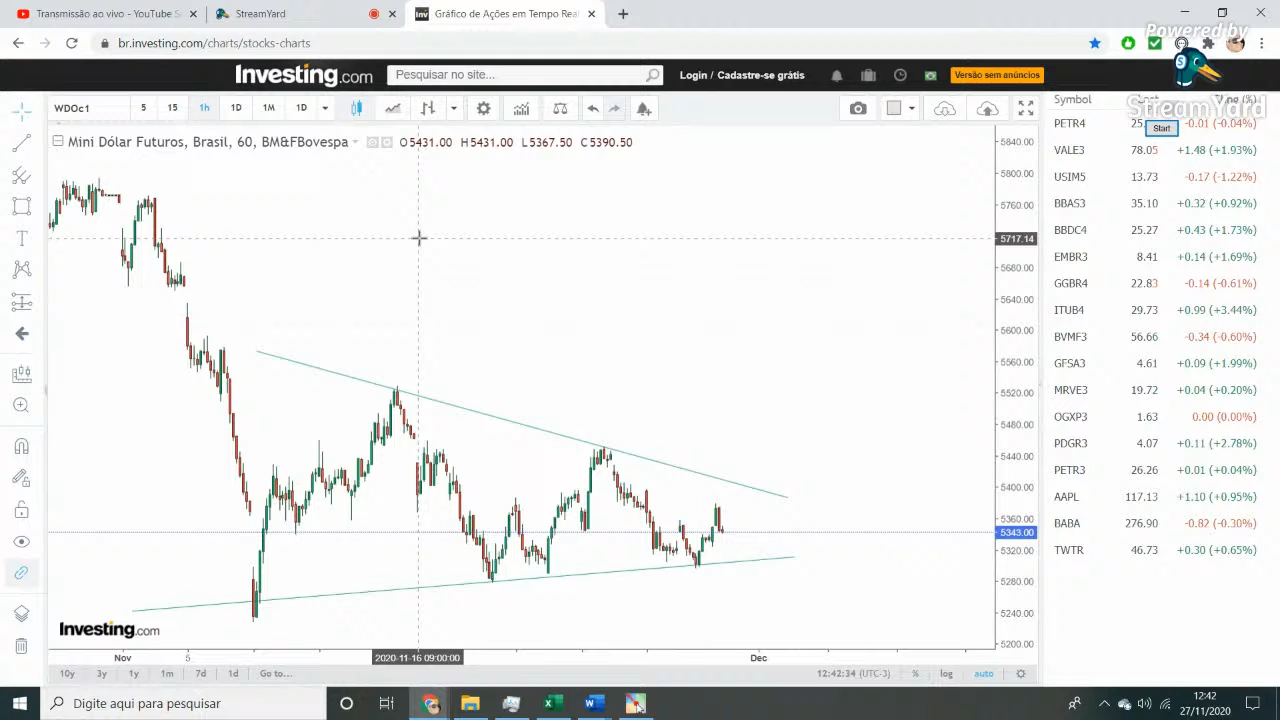 Transmissão ao vivo - YouTube S
StreamYard
Gráfico de Ações em Tempo Rea
br.investing.com/charts/stocks-charts
Powered by
StreamYard
Investing.com
Pesquisar no site...
Login / Cadastre-se grátis
Versão sem anúncios
WDOc1
5
15
1h
1D
1M
1D
Mini Dólar Futuros, Brasil, 60, BM&FBovespa
O5431.00 H5431.00 L5367.50 C5390.50
5840.00
5800.00
5760.00
5717.14
5680.00
5640.00
5600.00
5560.00
5520.00
5480.00
5440.00
5400.00
5360.00
5343.00
5320.00
5280.00
5240.00
5200.00
Investing.com
Nov
5
2020-11-16 09:00:00
Dec
10y
3y
1y
1m
7d
1d
Go to...
12:42:34 (UTC-3)
%
log
auto
Symbol
Start
PETR4 25. -0.01 (-0.04%)
VALE3 78.05 +1.48 (+1.93%)
USIM5 13.73 -0.17 (-1.22%)
BBAS3 35.10 +0.32 (+0.92%)
BBDC4 25.27 +0.43 (+1.73%)
EMBR3 8.41 +0.14 (+1.69%)
GGBR4 22.83 -0.14 (-0.61%)
ITUB4 29.73 +0.99 (+3.44%)
BVMF3 56.66 -0.34 (-0.60%)
GFSA3 4.61 +0.09 (+1.99%)
MRVE3 19.72 +0.04 (+0.20%)
OGXP3 1.63 0.00 (0.00%)
PDGR3 4.07 +0.11 (+2.78%)
PETR3 26.26 +0.01 (+0.04%)
AAPL 117.13 +1.10 (+0.95%)
BABA 276.90 -0.82 (-0.30%)
TWTR 46.73 +0.30 (+0.65%)
Digite aqui para pesquisar
12:42
27/11/2020